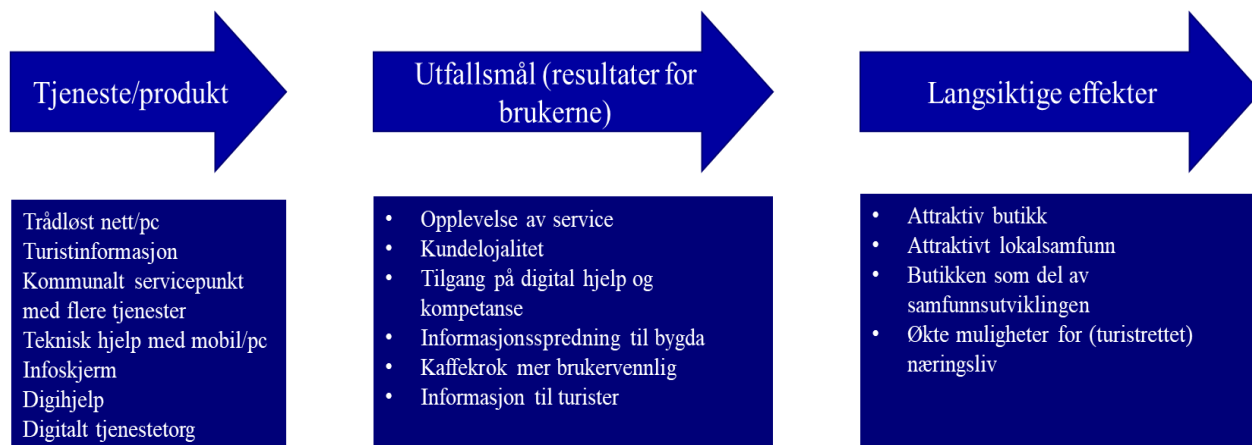 Tjeneste/produkt
Utfallsmål (resultater for
brukerne)
Langsiktige effekter
Trådløst nett/pc
Turistinformasjon
Kommunalt servicepunkt
med flere tjenester
Teknisk hjelp med mobil/pc
Infoskjerm
Digihjelp
Digitalt tjenestetorg
• Opplevelse av service
• Kundelojalitet
• Tilgang på digital hjelp og
kompetanse
• Informasjonsspredning til bygda
• Kaffekrok mer brukervennlig
• Informasjon til turister
• Attraktiv butikk
• Attraktivt lokalsamfunn
• Butikken som del av
samfunnsutviklingen
• Økte muligheter for (turistrettet)
næringsliv